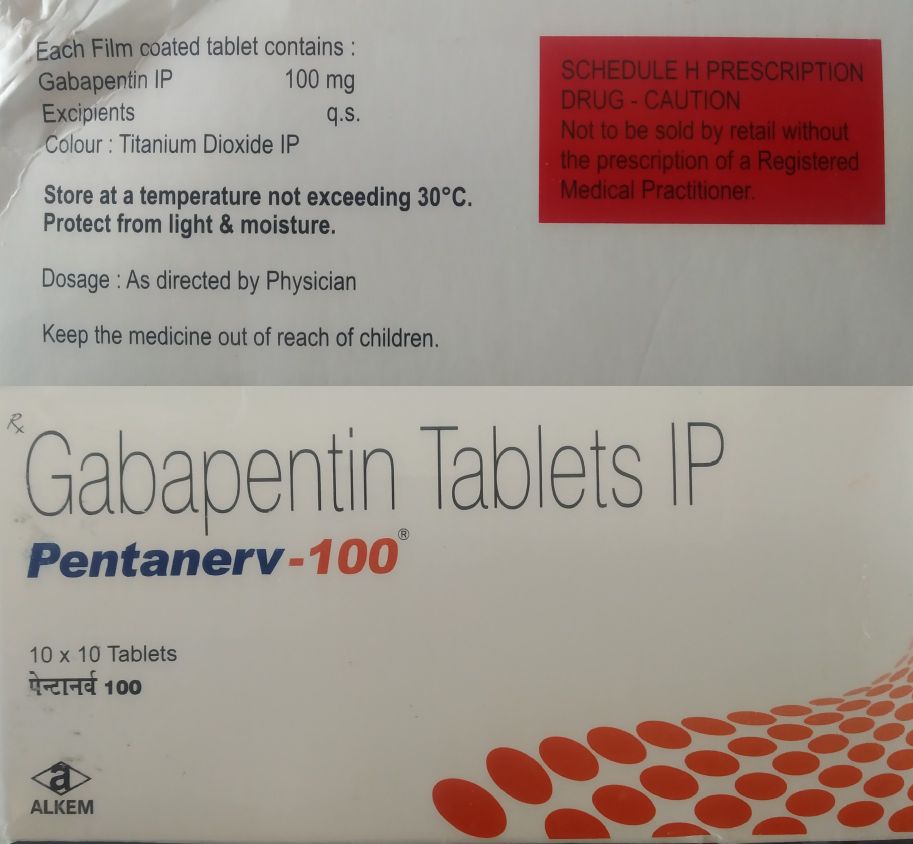 Each Film coated tablet contains :
Gabapentin IP 100 mg
Excipients q.s.
Colour : Titanium Dioxide IP
Store at a temperature not exceeding 30°C.
Protect from light & moisture.
Dosage : As directed by Physician
Keep the medicine out of reach of children.
SCHEDULE H PRESCRIPTION
DRUG - CAUTION
Not to be sold by retail without
the prescription of a Registered
Medical Practitioner.
Rx
Gabapentin Tablets IP
Pentanerv-100®
10 x 10 Tablets
पेन्टानर्व 100
a
ALKEM